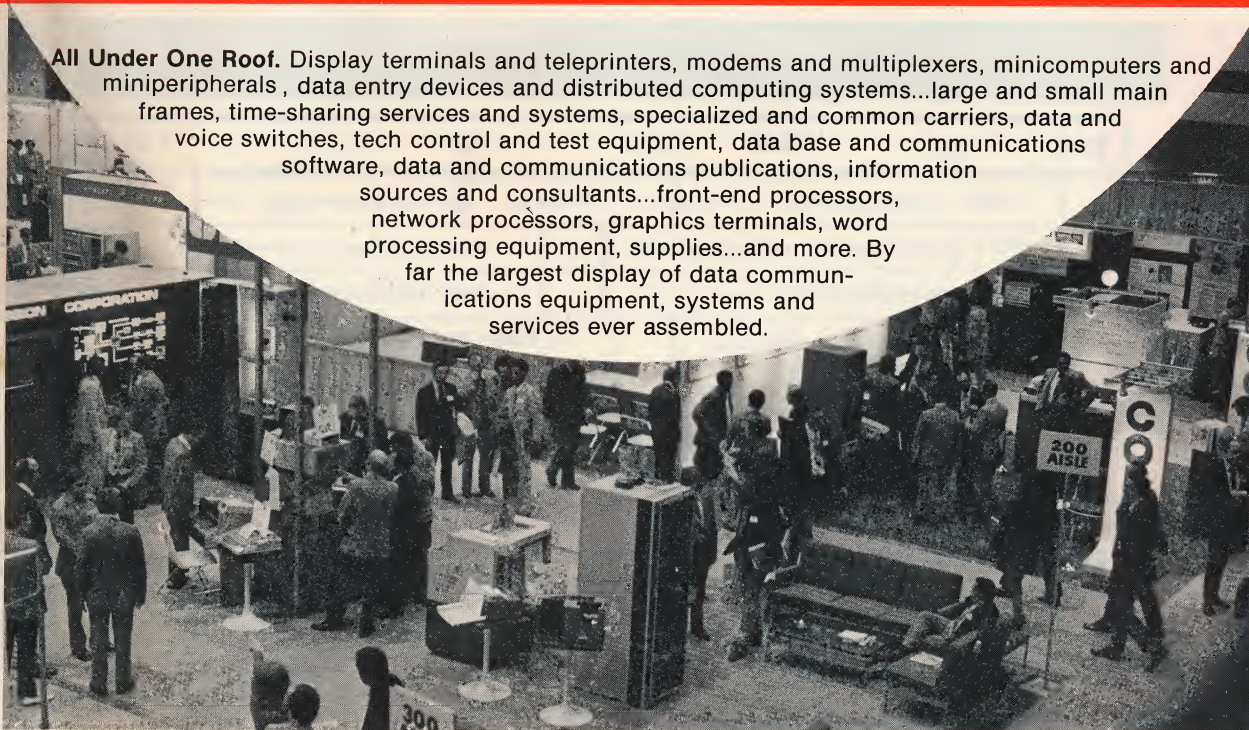 All Under One Roof. Display terminals and teleprinters, modems and multiplexers, minicomputers and
miniperipherals, data entry devices and distributed computing systems...large and small main
frames, time-sharing services and systems, specialized and common carriers, data and
voice switches, tech control and test equipment, data base and communications
software, data and communications publications, information
sources and consultants...front-end processors,
network processors, graphics terminals, word
processing equipment, supplies...and more. By
far the largest display of data commun-
ications equipment, systems and
services ever assembled.
CORPORATION
200
AISLE
CO
300